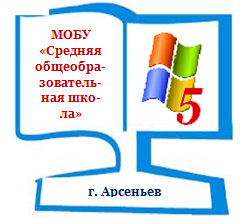 МОБУ
«Средняя
общеобра-
зователь-
ная шко-
ла»
5
г. Арсеньев